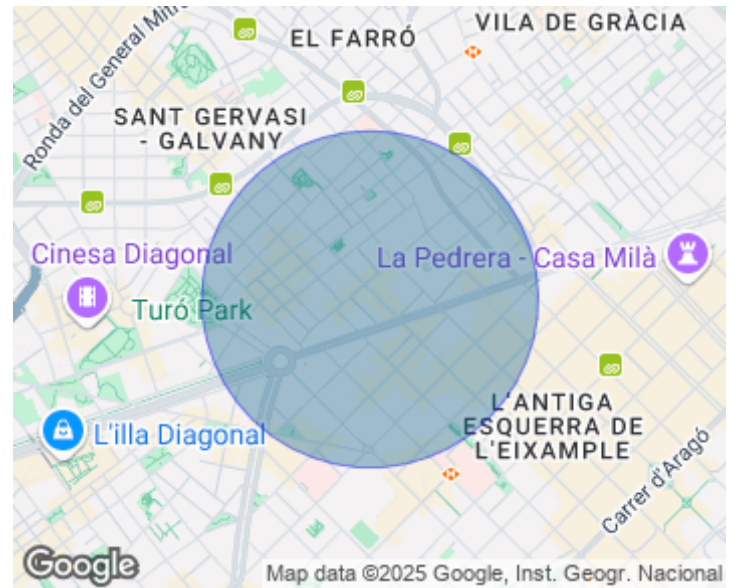 VILA DE GRÀCIA
EL FARRÓ
Ronda del General Mitre
SANT GERVASI
- GALVANY
Cinesa Diagonal
La Pedrera - Casa Milà
Turó Park
L'ANTIGA
ESQUERRA DE
L'EIXAMPLE
L'illa Diagonal
Carrer d'Aragó
Google
Map data ©2025 Google, Inst. Geogr. Nacional